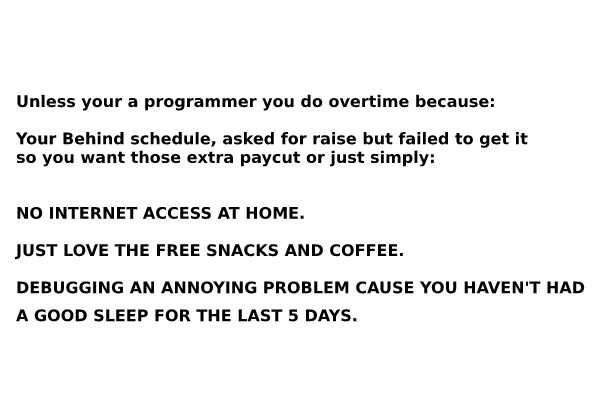 Unless your a programmer you do overtime because:
Your Behind schedule, asked for raise but failed to get it
so you want those extra paycut or just simply:
NO INTERNET ACCESS AT HOME.
JUST LOVE THE FREE SNACKS AND COFFEE.
DEBUGGING AN ANNOYING PROBLEM CAUSE YOU HAVEN'T HAD
A GOOD SLEEP FOR THE LAST 5 DAYS.